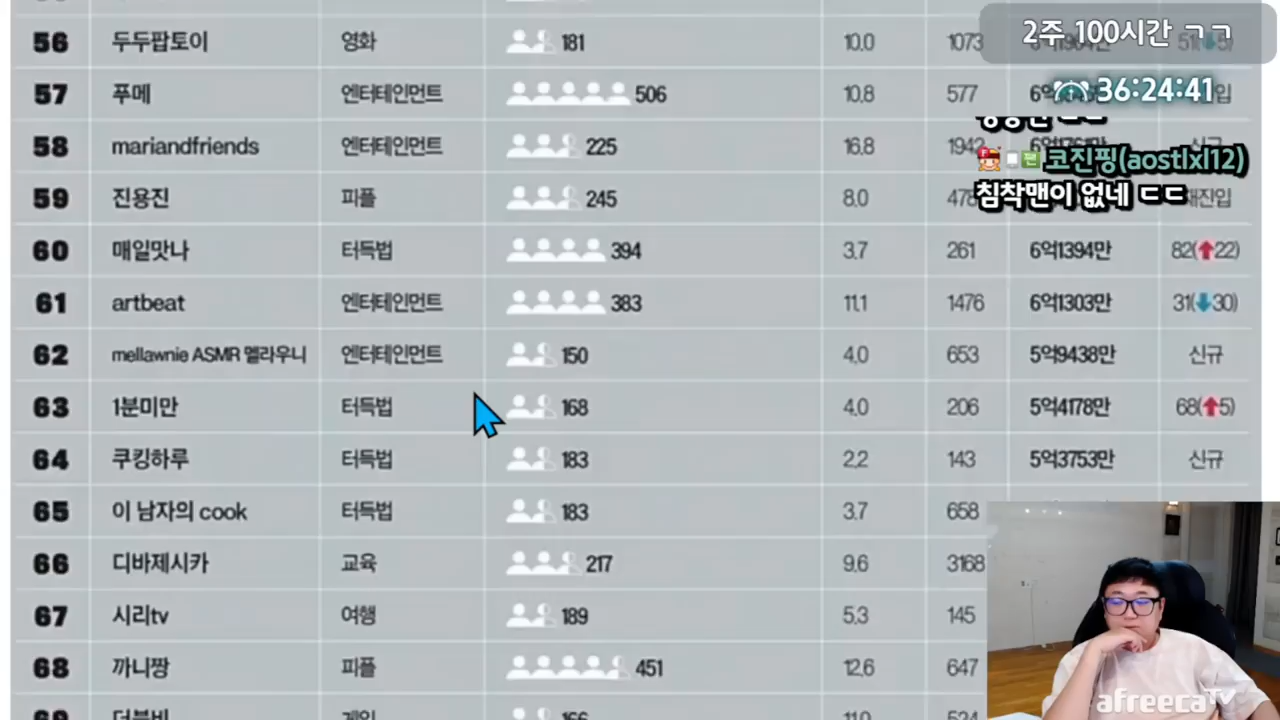 2주 100시간 ㄱㄱ
36:24:41
코진핑(aostlxl12)
침착맨이 없네 ㄷㄷ
56 두두팝토이 영화 181 10.0 1073
57 푸메 엔터테인먼트 506 10.8 577
58 mariandfriends 엔터테인먼트 225 16.8 1942
59 진용진 피플 245 8.0 478
60 매일맛나 터득법 394 3.7 261 6억1394만 82(↑22)
61 artbeat 엔터테인먼트 383 11.1 1476 6억1303만 31(↓30)
62 mellawnie ASMR 멜라우니 엔터테인먼트 150 4.0 653 5억9438만 신규
63 1분미만 터득법 168 4.0 206 5억4178만 68(↑5)
64 쿠킹하루 터득법 183 2.2 143 5억3753만 신규
65 이 남자의 cook 터득법 183 3.7 658
66 디바제시카 교육 217 9.6 3168
67 시리tv 여행 189 5.3 145
68 까니짱 피플 451 12.6 647
afreecaTV